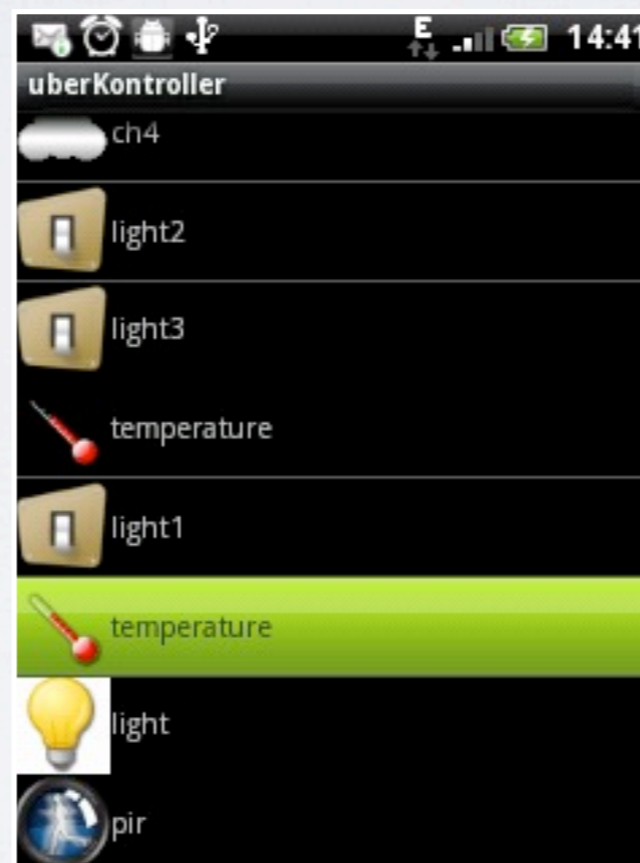 E 14:41
uberKontroller
ch4
light2
light3
temperature
light1
temperature
light
pir